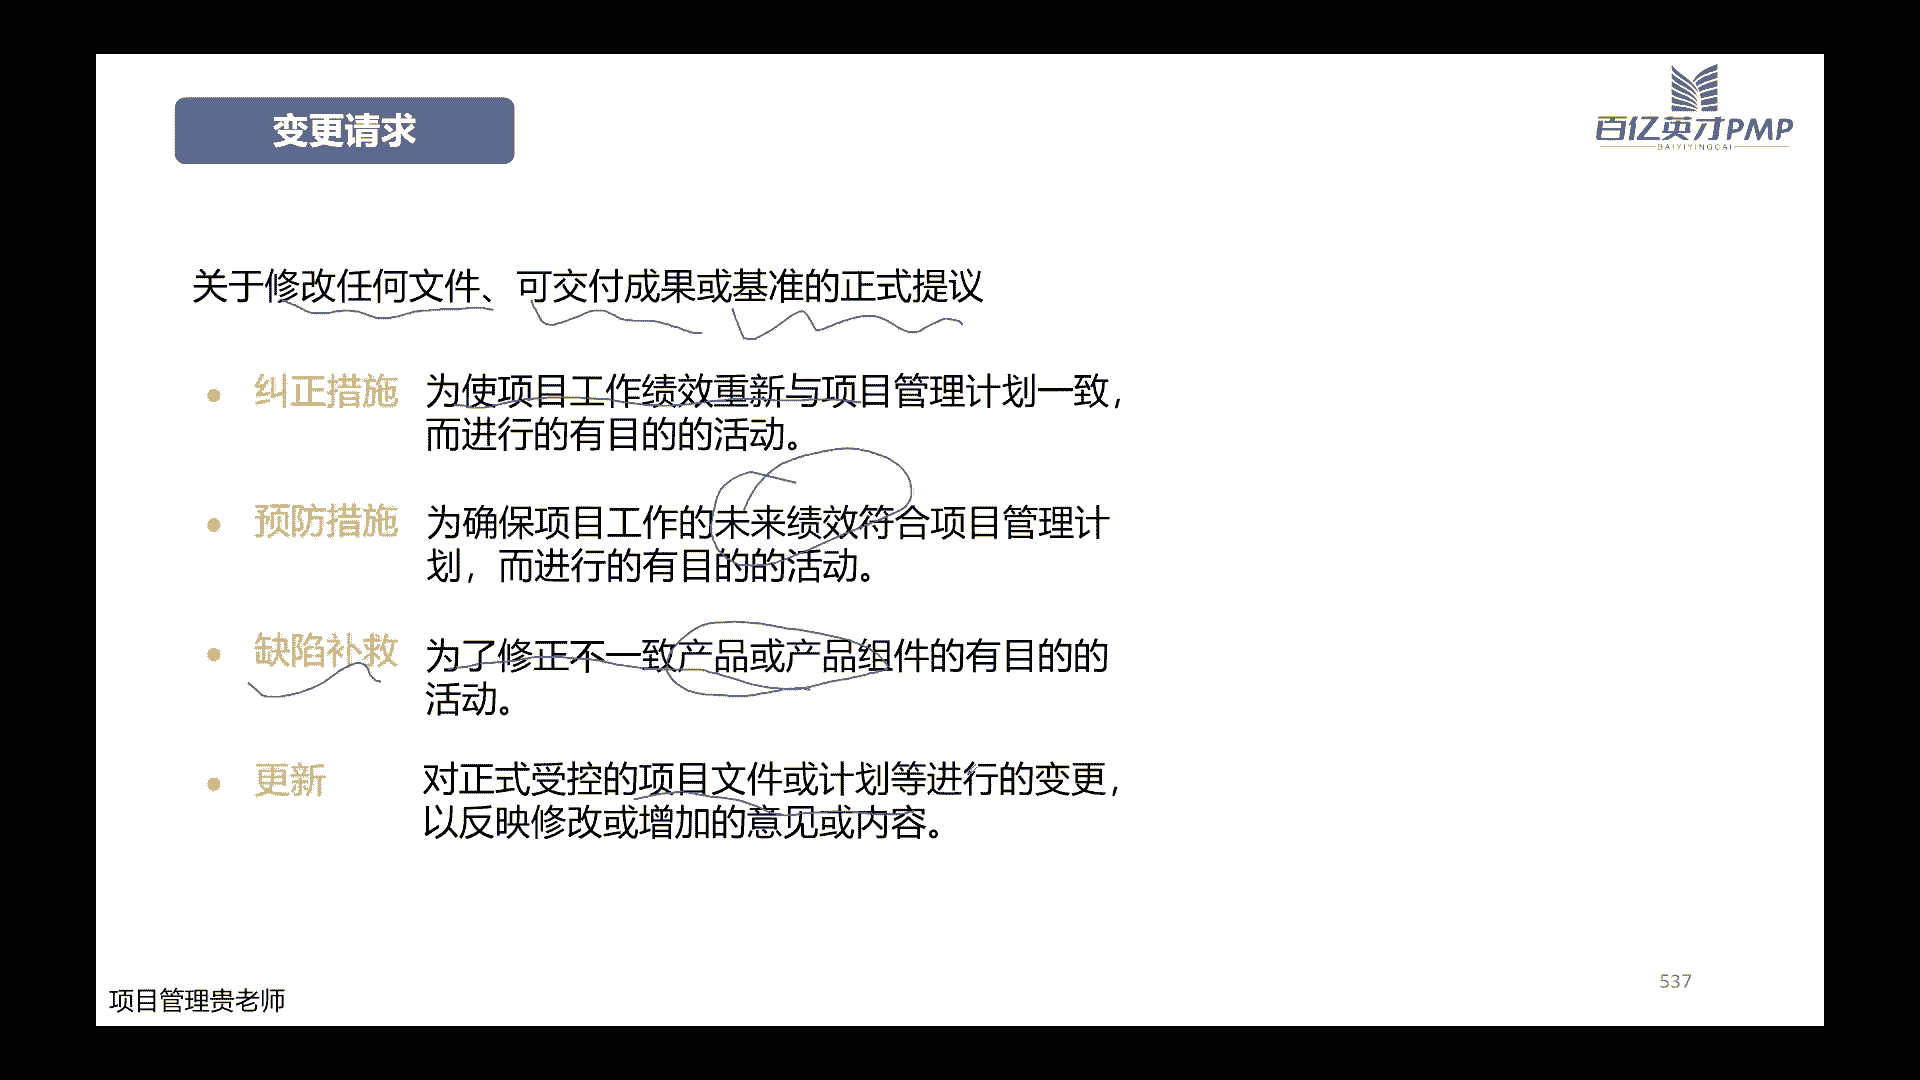 变更请求
百亿英才PMP
BAIYIYINGCAI
关于修改任何文件、可交付成果或基准的正式提议
纠正措施 为使项目工作绩效重新与项目管理计划一致，
而进行的有目的的活动。
预防措施 为确保项目工作的未来绩效符合项目管理计
划，而进行的有目的的活动。
缺陷补救 为了修正不一致产品或产品组件的有目的的
活动。
更新 对正式受控的项目文件或计划等进行的变更，
以反映修改或增加的意见或内容。
537
项目管理贵老师